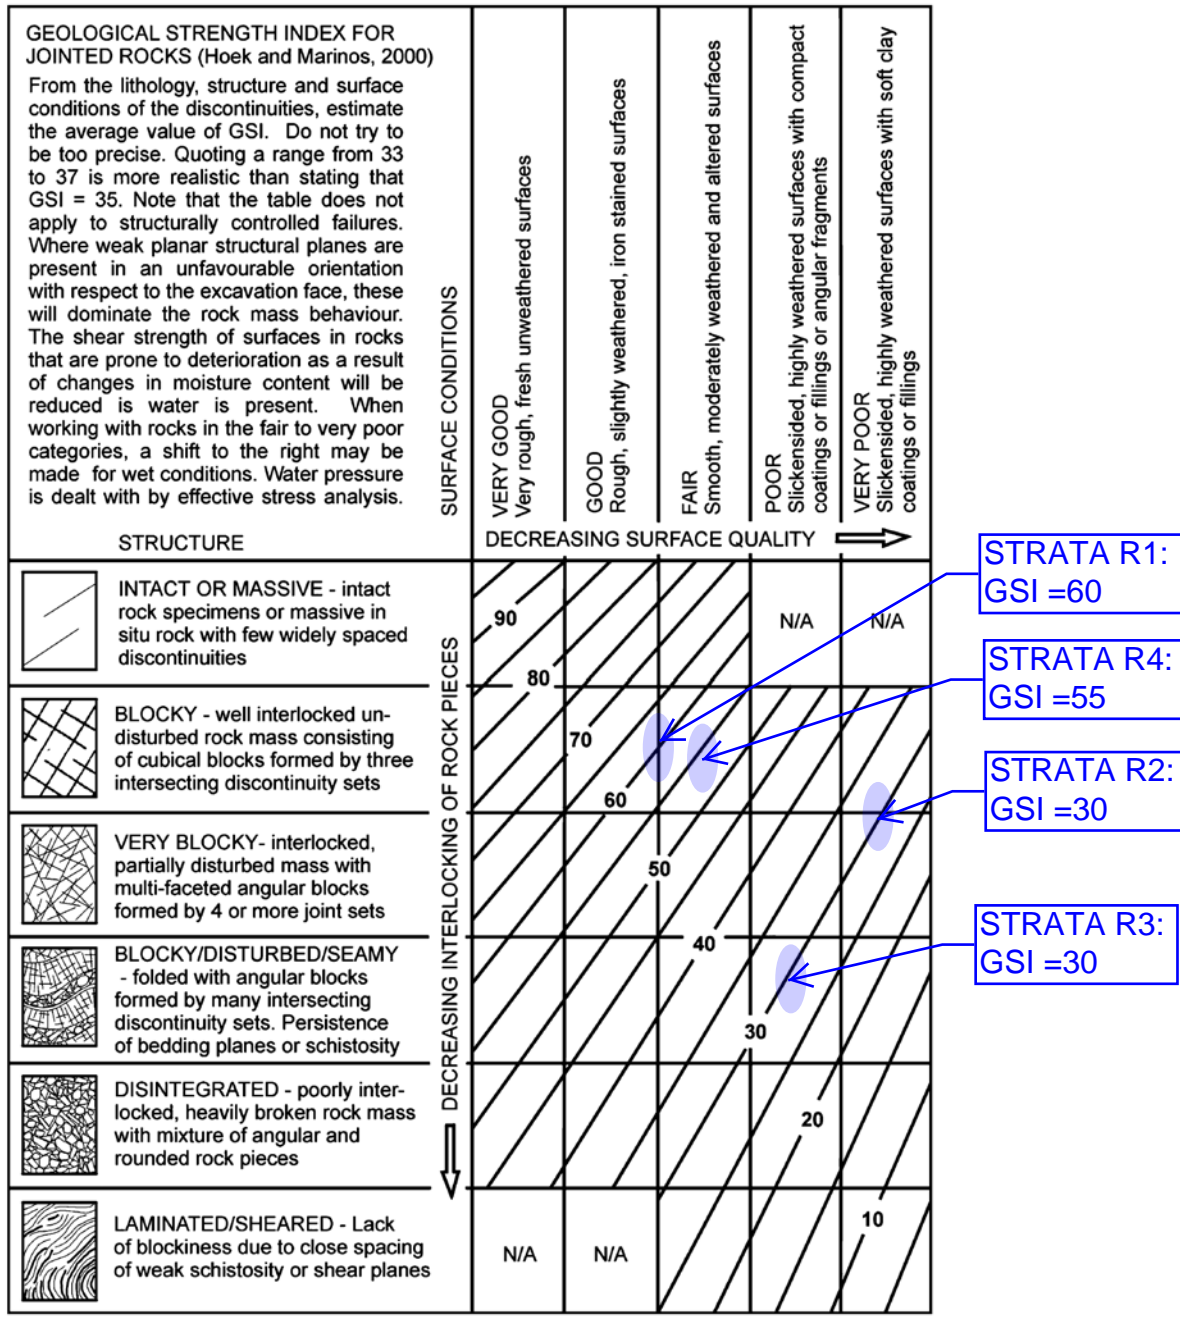 GEOLOGICAL STRENGTH INDEX FOR
JOINTED ROCKS (Hoek and Marinos, 2000)
From the lithology, structure and surface
conditions of the discontinuities, estimate
the average value of GSI. Do not try to
be too precise. Quoting a range from 33
to 37 is more realistic than stating that
GSI = 35. Note that the table does not
apply to structurally controlled failures.
Where weak planar structural planes are
present in an unfavourable orientation
with respect to the excavation face, these
will dominate the rock mass behaviour.
The shear strength of surfaces in rocks
that are prone to deterioration as a result
of changes in moisture content will be
reduced is water is present. When
working with rocks in the fair to very poor
categories, a shift to the right may be
made for wet conditions. Water pressure
is dealt with by effective stress analysis.
STRUCTURE
SURFACE CONDITIONS
VERY GOOD
Very rough, fresh unweathered surfaces
GOOD
Rough, slightly weathered, iron stained surfaces
FAIR
Smooth, moderately weathered and altered surfaces
POOR
Slickensided, highly weathered surfaces with compact
coatings or fillings or angular fragments
VERY POOR
Slickensided, highly weathered surfaces with soft clay
coatings or fillings
DECREASING SURFACE QUALITY
DECREASING INTERLOCKING OF ROCK PIECES
INTACT OR MASSIVE - intact
rock specimens or massive in
situ rock with few widely spaced
discontinuities
BLOCKY - well interlocked un-
disturbed rock mass consisting
of cubical blocks formed by three
intersecting discontinuity sets
VERY BLOCKY- interlocked,
partially disturbed mass with
multi-faceted angular blocks
formed by 4 or more joint sets
BLOCKY/DISTURBED/SEAMY
- folded with angular blocks
formed by many intersecting
discontinuity sets. Persistence
of bedding planes or schistosity
DISINTEGRATED - poorly inter-
locked, heavily broken rock mass
with mixture of angular and
rounded rock pieces
LAMINATED/SHEARED - Lack
of blockiness due to close spacing
of weak schistosity or shear planes
90
80
70
60
50
40
30
20
10
N/A
N/A
N/A
N/A
STRATA R1:
GSI =60
STRATA R4:
GSI =55
STRATA R2:
GSI =30
STRATA R3:
GSI =30